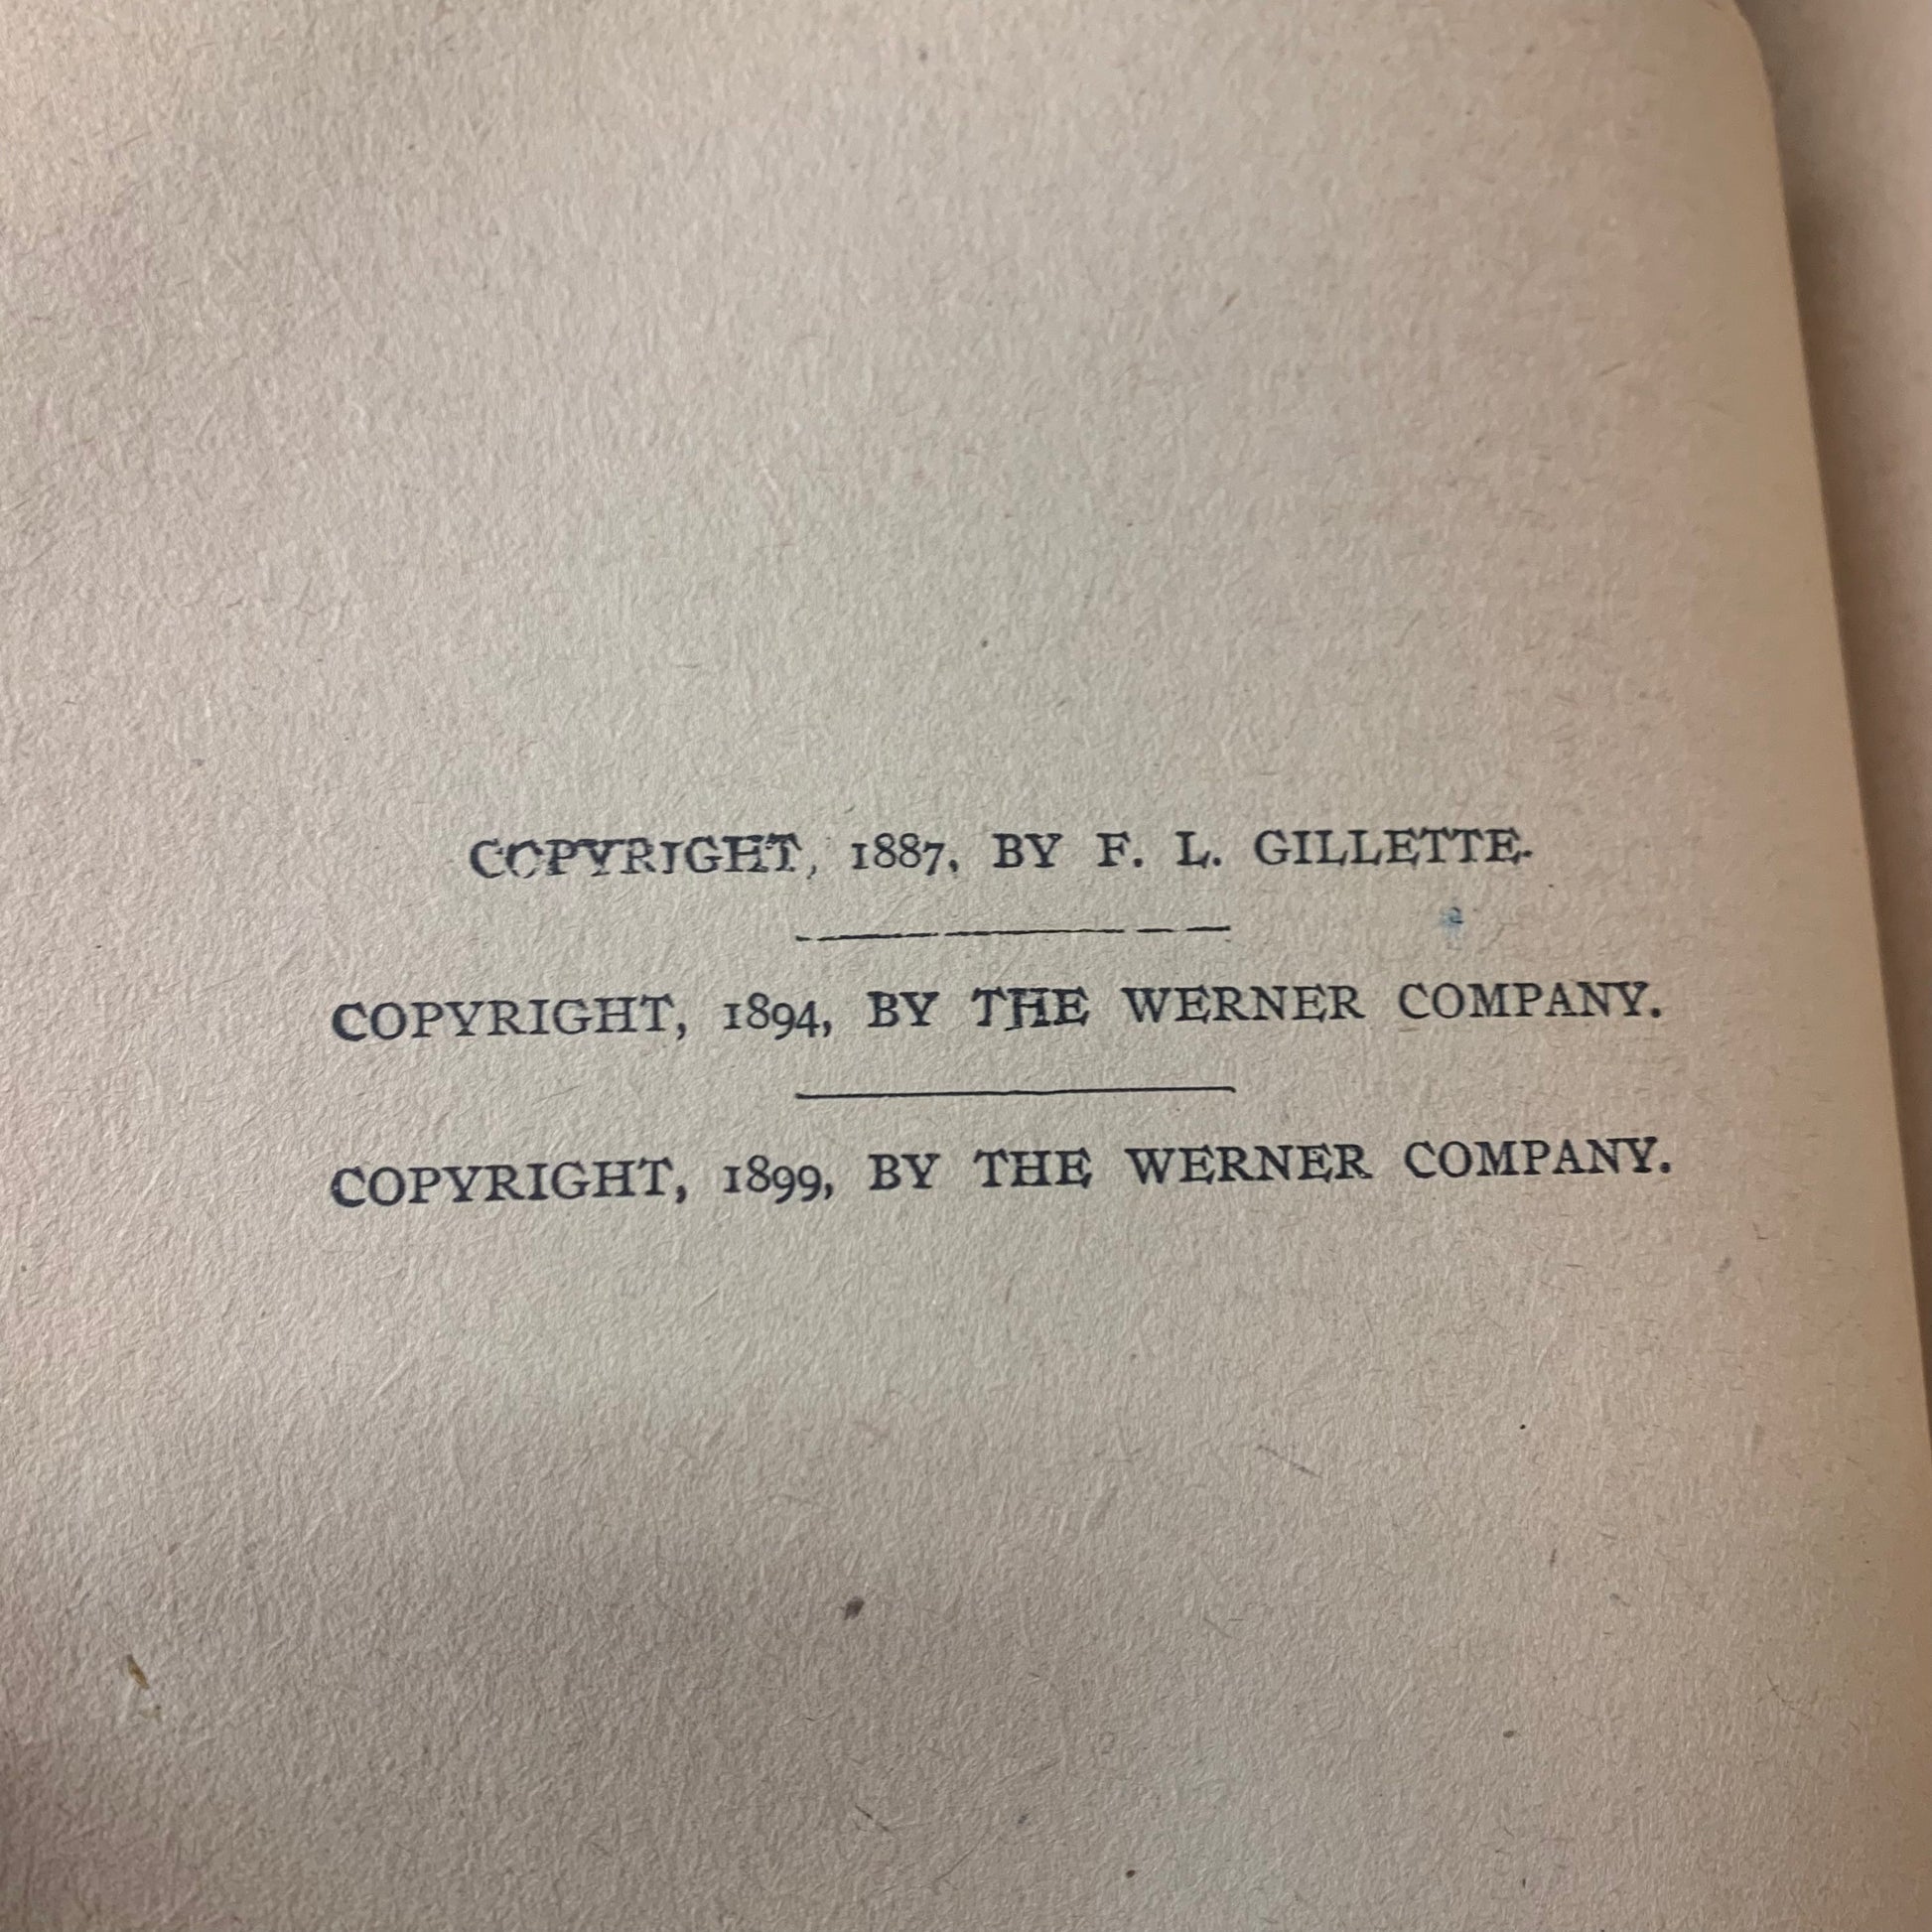 COPYRIGHT, 1887, BY F. L. GILLETTE.
COPYRIGHT, 1894, BY THE WERNER COMPANY.
COPYRIGHT, 1899, BY THE WERNER COMPANY.